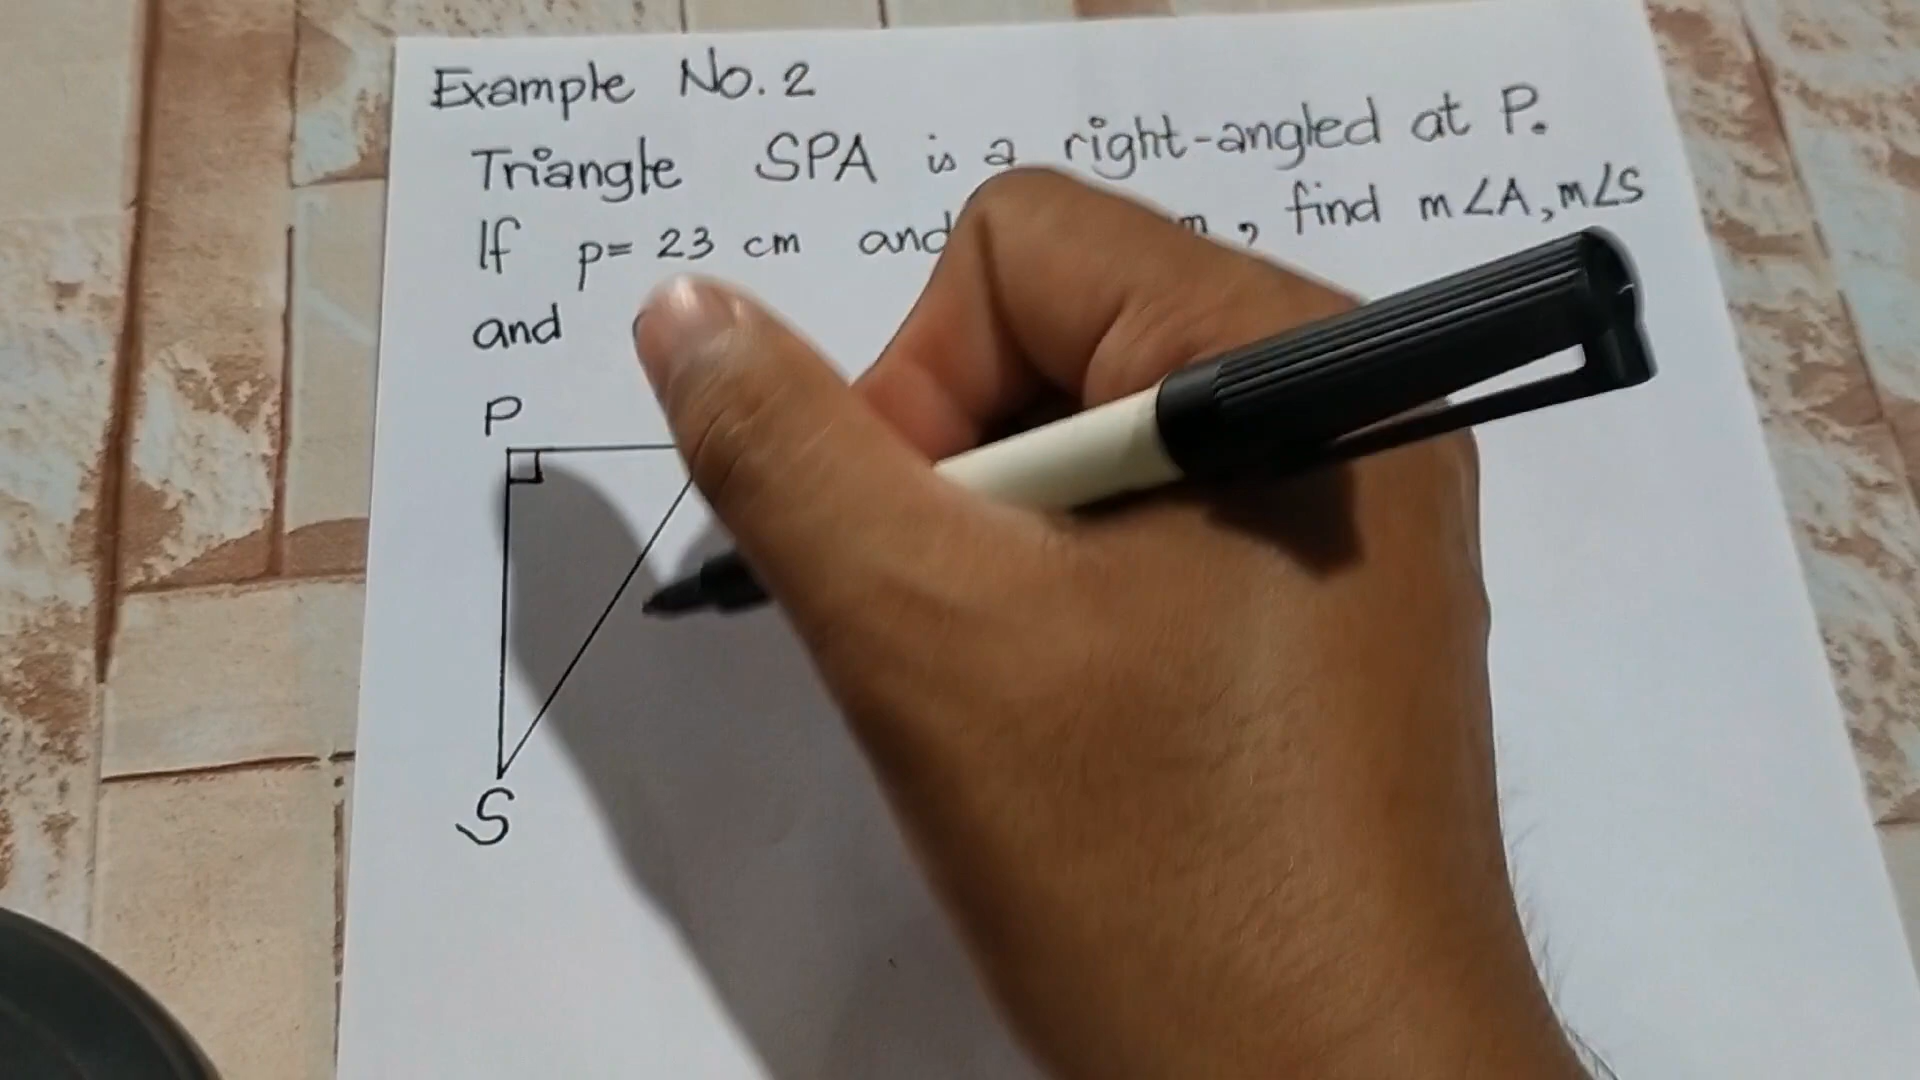 Example No. 2
Triangle SPA is a right-angled at P.
If p= 23 cm and m, find m∠A, m∠S
and
P
S